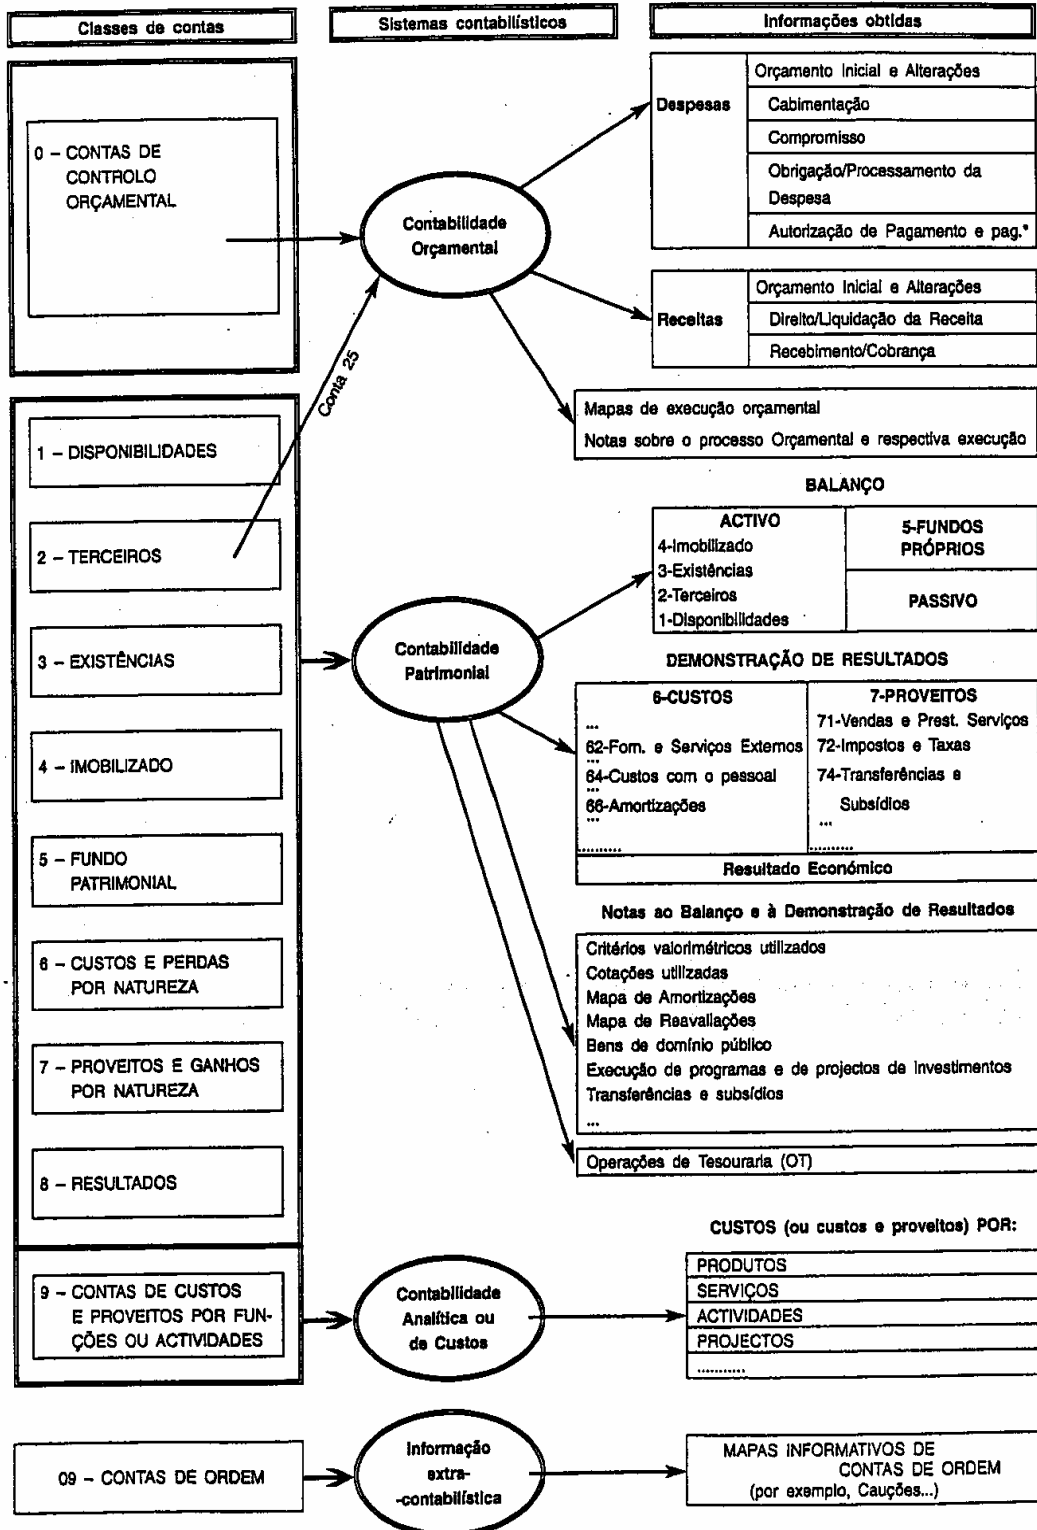 Classes de contas
Sistemas contabilísticos
Informações obtidas
0 – CONTAS DE
CONTROLO
ORÇAMENTAL
Contabilidade
Orçamental
Despesas
Orçamento Inicial e Alterações
Cabimentação
Compromisso
Obrigação/Processamento da
Despesa
Autorização de Pagamento e pag.*
Receitas
Orçamento Inicial e Alterações
Direito/Liquidação da Receita
Recebimento/Cobrança
Conta 25
Mapas de execução orçamental
Notas sobre o processo Orçamental e respectiva execução
1 – DISPONIBILIDADES
2 – TERCEIROS
3 – EXISTÊNCIAS
4 – IMOBILIZADO
5 – FUNDO
PATRIMONIAL
6 – CUSTOS E PERDAS
POR NATUREZA
7 – PROVEITOS E GANHOS
POR NATUREZA
8 – RESULTADOS
Contabilidade
Patrimonial
BALANÇO
ACTIVO
4-Imobilizado
3-Existências
2-Terceiros
1-Disponibilidades
5-FUNDOS
PRÓPRIOS
PASSIVO
DEMONSTRAÇÃO DE RESULTADOS
6-CUSTOS
...
62-Forn. e Serviços Externos
...
64-Custos com o pessoal
...
66-Amortizações
...
..........
7-PROVEITOS
71-Vendas e Prest. Serviços
72-Impostos e Taxas
74-Transferências e
Subsídios
...
..........
Resultado Económico
Notas ao Balanço e à Demonstração de Resultados
Critérios valorimétricos utilizados
Cotações utilizadas
Mapa de Amortizações
Mapa de Reavaliações
Bens de domínio público
Execução de programas e de projectos de Investimentos
Transferências e subsídios
...
Operações de Tesouraria (OT)
9 – CONTAS DE CUSTOS
E PROVEITOS POR FUN-
ÇÕES OU ACTIVIDADES
Contabilidade
Analítica ou
de Custos
CUSTOS (ou custos e proveitos) POR:
PRODUTOS
SERVIÇOS
ACTIVIDADES
PROJECTOS
...........
09 – CONTAS DE ORDEM
Informação
extra-
-contabilística
MAPAS INFORMATIVOS DE
CONTAS DE ORDEM
(por exemplo, Cauções...)